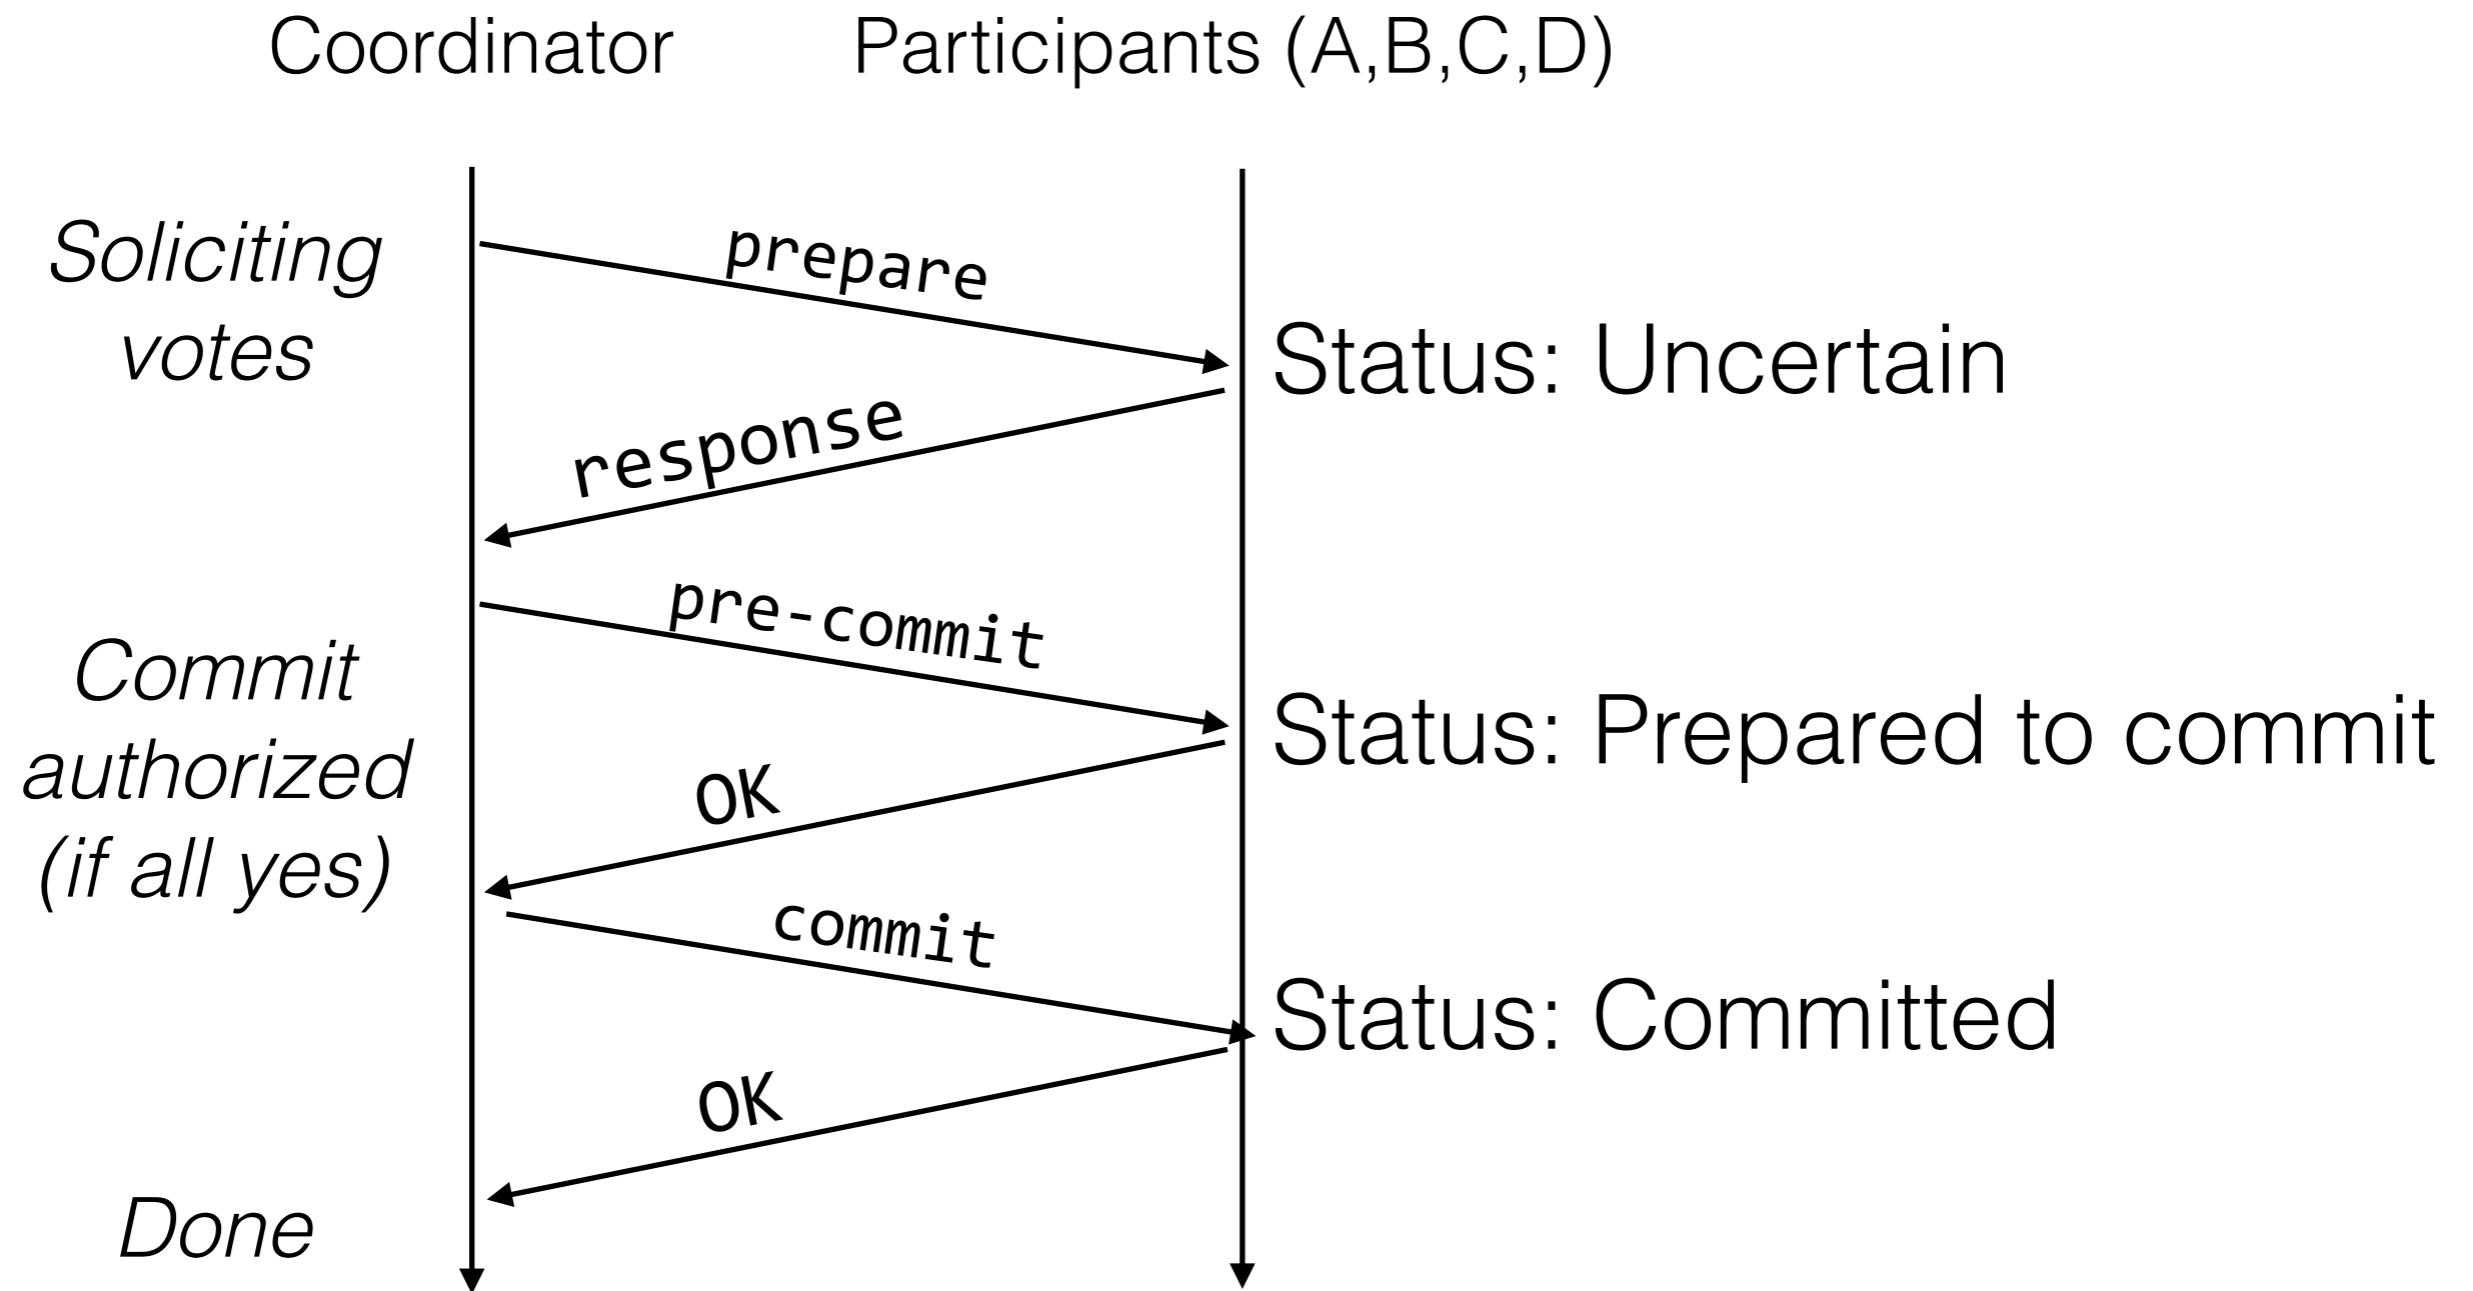 Coordinator
Participants (A,B,C,D)
Soliciting
votes
prepare
Status: Uncertain
response
pre-commit
Commit
authorized
(if all yes)
Status: Prepared to commit
OK
commit
Status: Committed
OK
Done